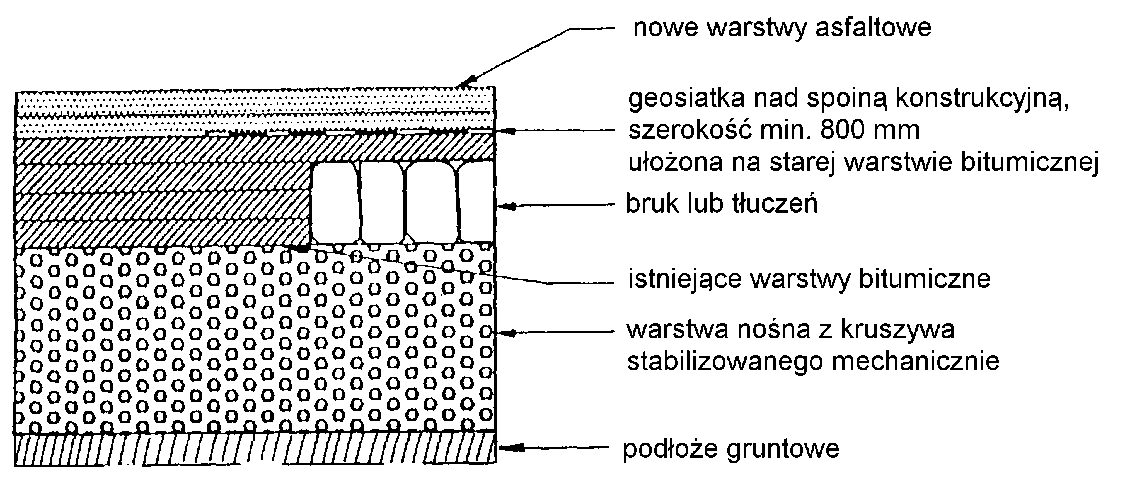 nowe warstwy asfaltowe
geosiatka nad spoiną konstrukcyjną,
szerokość min. 800 mm
ułożona na starej warstwie bitumicznej
bruk lub tłuczeń
istniejące warstwy bitumiczne
warstwa nośna z kruszywa
stabilizowanego mechanicznie
podłoże gruntowe